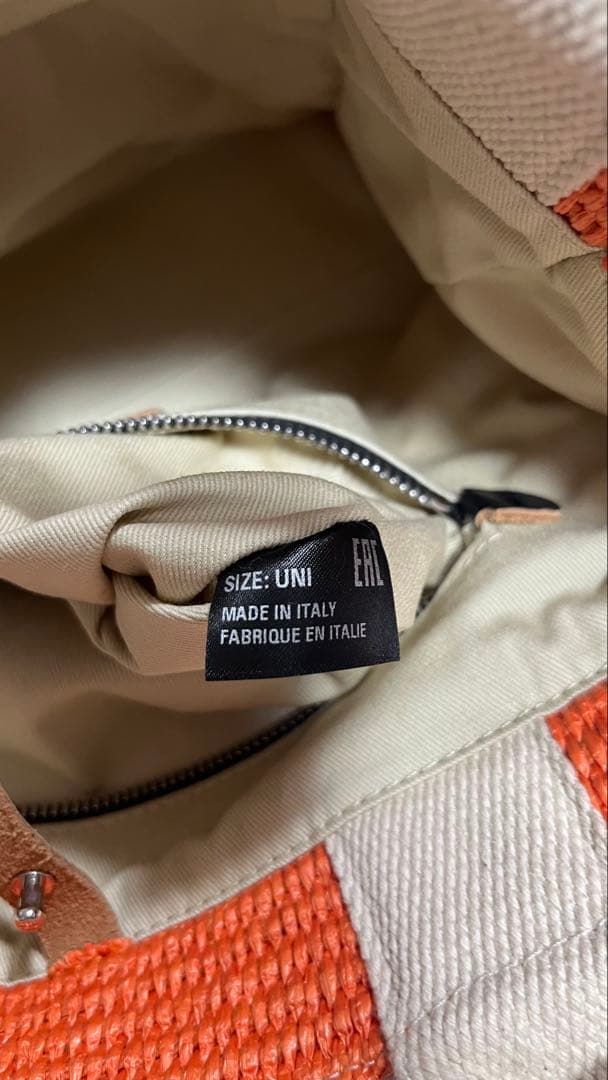 SIZE: UNI EAC
MADE IN ITALY
FABRIQUE EN ITALIE